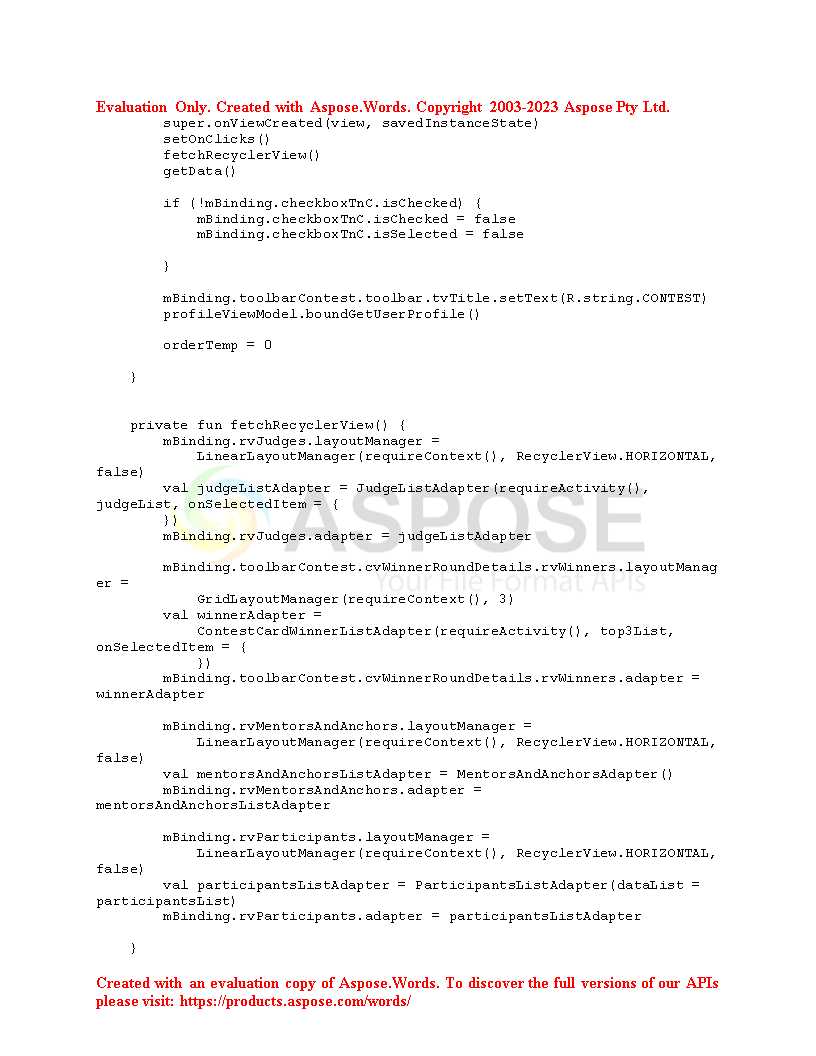 Evaluation Only. Created with Aspose.Words. Copyright 2003-2023 Aspose Pty Ltd.
super.onViewCreated(view, savedInstanceState)
setOnClicks()
fetchRecyclerView()
getData()
if (!mBinding.checkboxTnC.isChecked) {
mBinding.checkboxTnC.isChecked = false
mBinding.checkboxTnC.isSelected = false
}
mBinding.toolbarContest.toolbar.tvTitle.setText(R.string.CONTEST)
profileViewModel.boundGetUserProfile()
orderTemp = 0
}
private fun fetchRecyclerView() {
mBinding.rvJudges.layoutManager =
LinearLayoutManager(requireContext(), RecyclerView.HORIZONTAL,
false)
val judgeListAdapter = JudgeListAdapter(requireActivity(),
judgeList, onSelectedItem = {
})
mBinding.rvJudges.adapter = judgeListAdapter
ASPOSE
Your File Format APIs
mBinding.toolbarContest.cvWinnerRoundDetails.rvWinners.layoutManag
er =
GridLayoutManager(requireContext(), 3)
val winnerAdapter =
ContestCardWinnerListAdapter(requireActivity(), top3List,
onSelectedItem = {
})
mBinding.toolbarContest.cvWinnerRoundDetails.rvWinners.adapter =
winnerAdapter
mBinding.rvMentorsAndAnchors.layoutManager =
LinearLayoutManager(requireContext(), RecyclerView.HORIZONTAL,
false)
val mentorsAndAnchorsListAdapter = MentorsAndAnchorsAdapter()
mBinding.rvMentorsAndAnchors.adapter =
mentorsAndAnchorsListAdapter
mBinding.rvParticipants.layoutManager =
LinearLayoutManager(requireContext(), RecyclerView.HORIZONTAL,
false)
val participantsListAdapter = ParticipantsListAdapter(dataList =
participantsList)
mBinding.rvParticipants.adapter = participantsListAdapter
}
Created with an evaluation copy of Aspose.Words. To discover the full versions of our APIs
please visit: https://products.aspose.com/words/